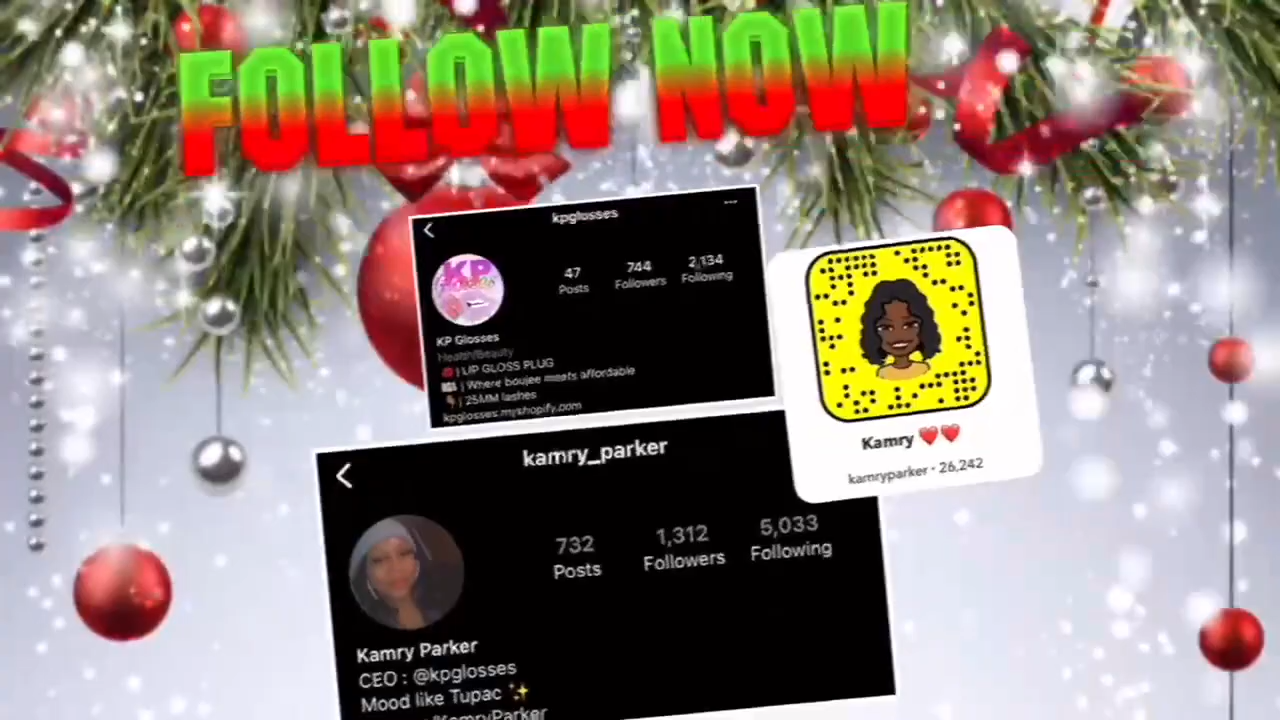 FOLLOW NOW
kpglosses
47
Posts
744
Followers
2,134
Following
KP
KP Glosses
Health/Beauty
💋 | LIP GLOSS PLUG
| Where boujee meets affordable
| 25MM lashes
kpglosses.myshopify.com
Kamry ❤️❤️
kamryparker • 26,242
kamry_parker
732
Posts
1,312
Followers
5,033
Following
Kamry Parker
CEO : @kpglosses
Mood like Tupac ✨
/KamryParker